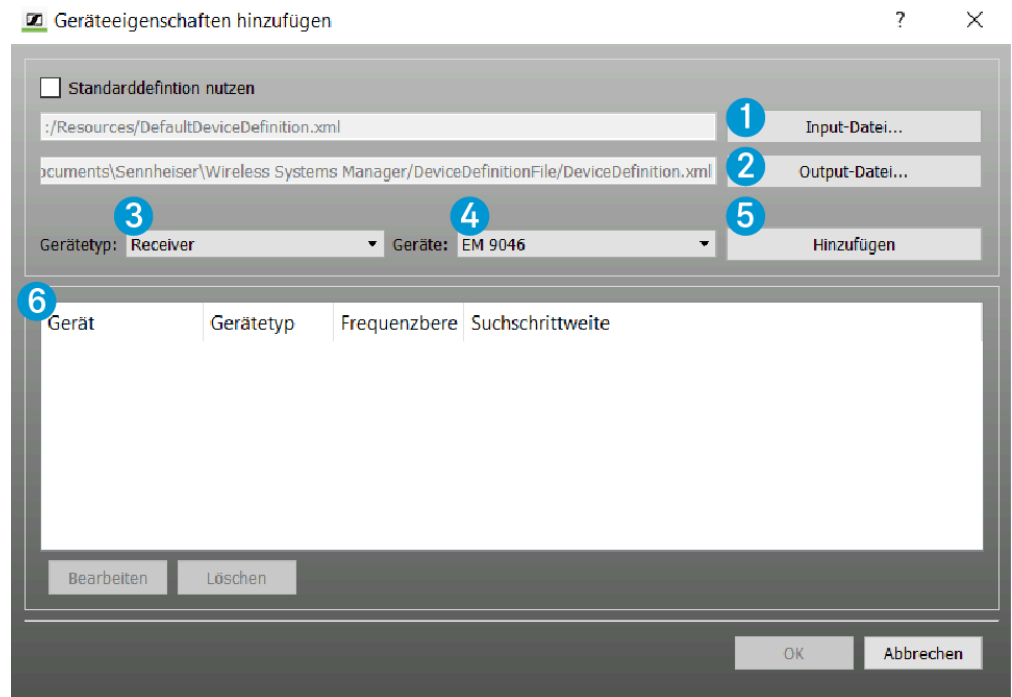 Geräteeigenschaften hinzufügen ? ×
Standarddefintion nutzen
:/Resources/DefaultDeviceDefinition.xml 1 Input-Datei...
ocuments\Sennheiser\Wireless Systems Manager/DeviceDefinitionFile/DeviceDefinition.xml 2 Output-Datei...
3 4 5
Gerätetyp: Receiver Geräte: EM 9046 Hinzufügen
6
Gerät Gerätetyp Frequenzbere Suchschrittweite
Bearbeiten Löschen
OK Abbrechen